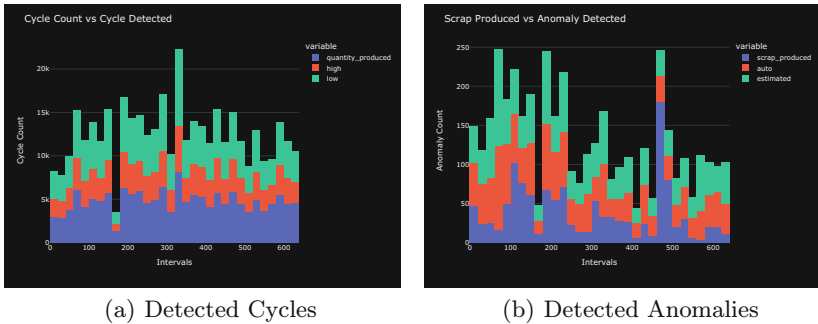 Cycle Count vs Cycle Detected
variable
quantity_produced
high
low
20k
15k
10k
5k
0
Cycle Count
0 100 200 300 400 500 600
Intervals
(a) Detected Cycles
Scrap Produced vs Anomaly Detected
variable
scrap_produced
auto
estimated
250
200
150
100
50
0
Anomaly Count
0 100 200 300 400 500 600
Intervals
(b) Detected Anomalies